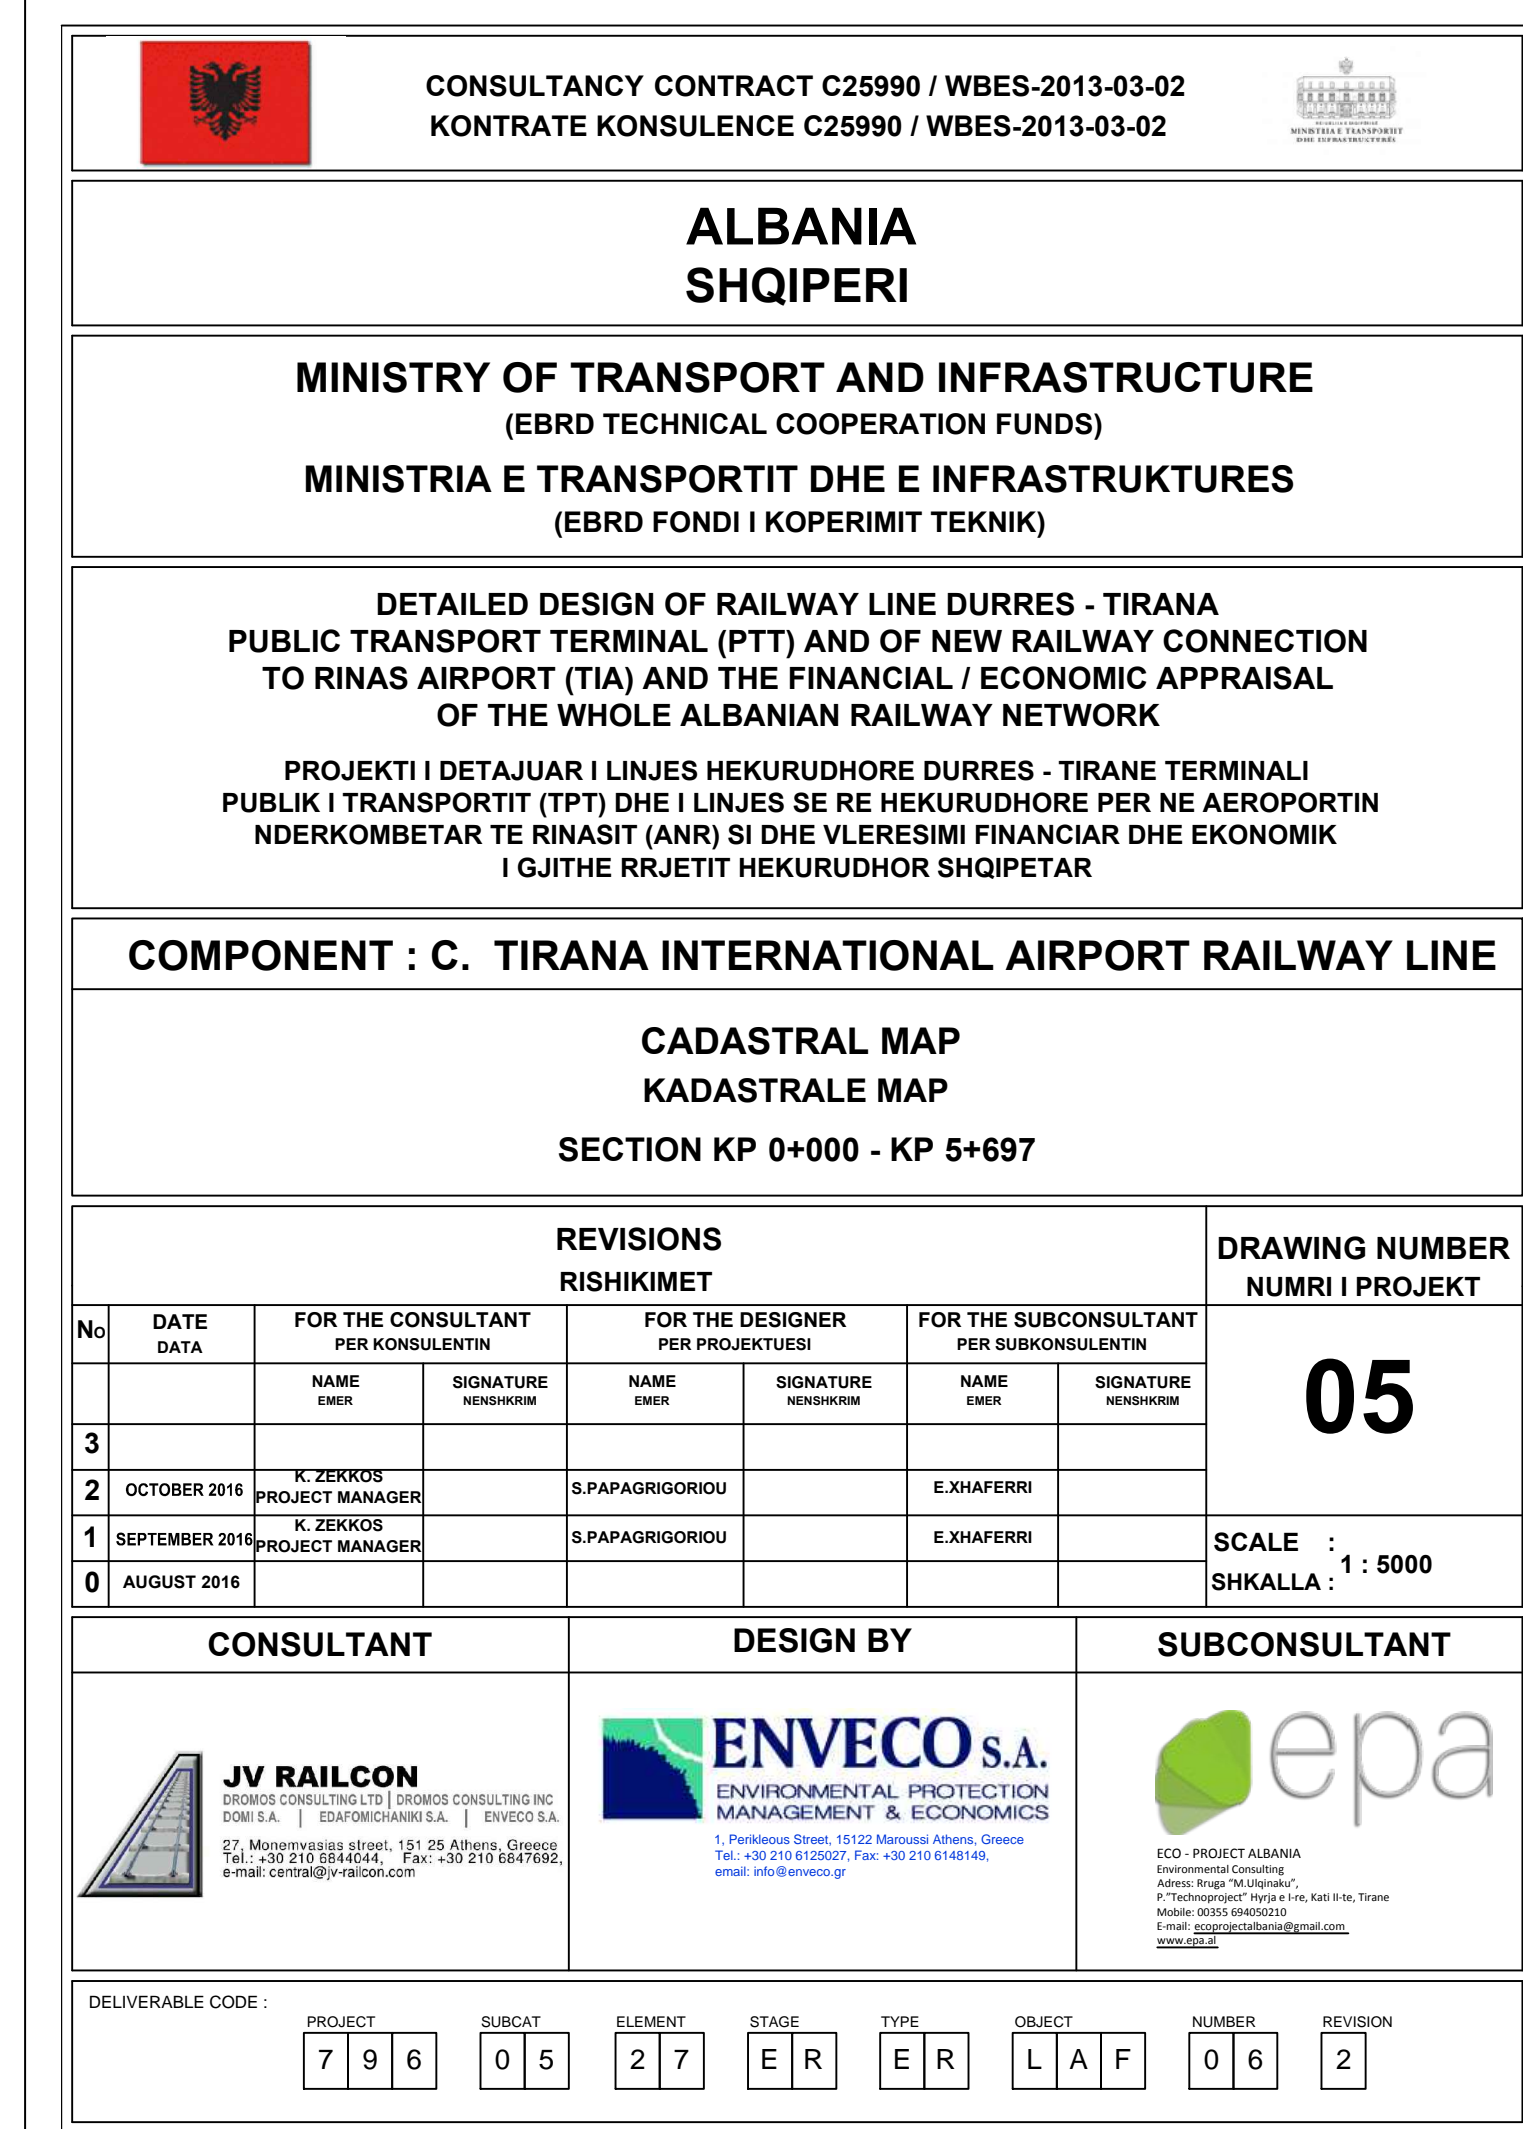 CONSULTANCY CONTRACT C25990 / WBES-2013-03-02
KONTRATE KONSULENCE C25990 / WBES-2013-03-02
MINISTRIA E TRANSPORTIT
DHE INFRASTRUCTURËS
ALBANIA
SHQIPERI
MINISTRY OF TRANSPORT AND INFRASTRUCTURE
(EBRD TECHNICAL COOPERATION FUNDS)
MINISTRIA E TRANSPORTIT DHE E INFRASTRUKTURES
(EBRD FONDI I KOPERIMIT TEKNIK)
DETAILED DESIGN OF RAILWAY LINE DURRES - TIRANA
PUBLIC TRANSPORT TERMINAL (PTT) AND OF NEW RAILWAY CONNECTION
TO RINAS AIRPORT (TIA) AND THE FINANCIAL / ECONOMIC APPRAISAL
OF THE WHOLE ALBANIAN RAILWAY NETWORK
PROJEKTI I DETAJUAR I LINJES HEKURUDHORE DURRES - TIRANE TERMINALI
PUBLIK I TRANSPORTIT (TPT) DHE I LINJES SE RE HEKURUDHORE PER NE AEROPORTIN
NDERKOMBETAR TE RINASIT (ANR) SI DHE VLERESIMI FINANCIAR DHE EKONOMIK
I GJITHE RRJETIT HEKURUDHOR SHQIPETAR
COMPONENT : C. TIRANA INTERNATIONAL AIRPORT RAILWAY LINE
CADASTRAL MAP
KADASTRALE MAP
SECTION KP 0+000 - KP 5+697
REVISIONS
RISHIKIMET
DRAWING NUMBER
NUMRI I PROJEKT
05
No DATE FOR THE CONSULTANT FOR THE DESIGNER FOR THE SUBCONSULTANT
DATA PER KONSULENTIN PER PROJEKTUESI PER SUBKONSULENTIN
NAME SIGNATURE NAME SIGNATURE NAME SIGNATURE
EMER NENSHKRIM EMER NENSHKRIM EMER NENSHKRIM
3
2 OCTOBER 2016 K. ZEKKOS PROJECT MANAGER S.PAPAGRIGORIOU E.XHAFERRI
1 SEPTEMBER 2016 K. ZEKKOS PROJECT MANAGER S.PAPAGRIGORIOU E.XHAFERRI
0 AUGUST 2016
SCALE :
SHKALLA : 1 : 5000
CONSULTANT
JV RAILCON
DROMOS CONSULTING LTD | DROMOS CONSULTING INC
DOMI S.A. | EDAFOMICHANIKI S.A. | ENVECO S.A.
27, Monemvasias street, 151 25 Athens, Greece
Tel.: +30 210 6844044, Fax: +30 210 6847692,
e-mail: central@jv-railcon.com
DESIGN BY
ENVECO S.A.
ENVIRONMENTAL PROTECTION
MANAGEMENT & ECONOMICS
1, Perikleous Street, 15122 Maroussi Athens, Greece
Tel.: +30 210 6125027, Fax: +30 210 6148149,
email: info@enveco.gr
SUBCONSULTANT
epa
ECO - PROJECT ALBANIA
Environmental Consulting
Adress: Rruga “M.Ulqinaku”,
P.”Technoproject” Hyrja e I-re, Kati II-te, Tirane
Mobile: 00355 694050210
E-mail: ecoprojectalbania@gmail.com
www.epa.al
DELIVERABLE CODE :
PROJECT SUBCAT ELEMENT STAGE TYPE OBJECT NUMBER REVISION
7 9 6 0 5 2 7 E R E R L A F 0 6 2